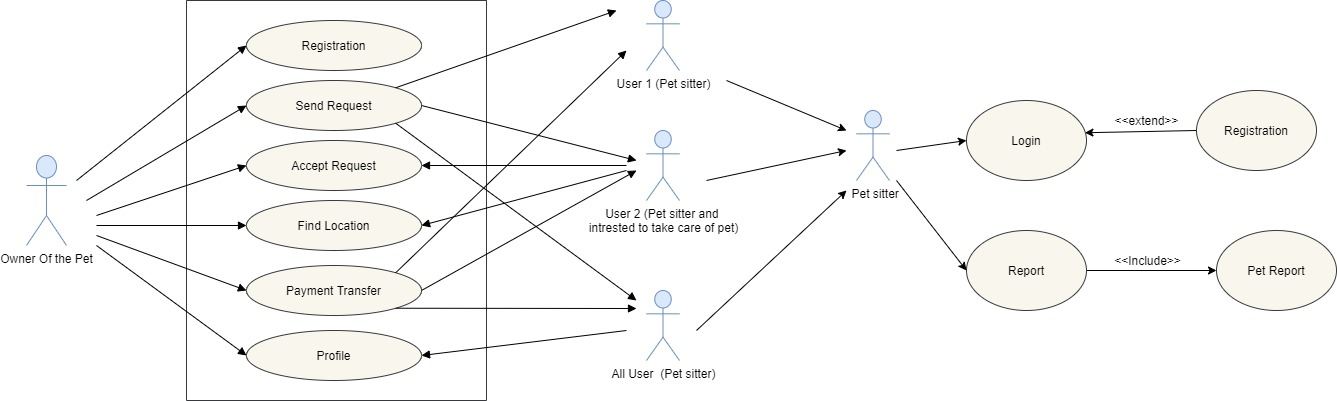 Registration
Send Request
Accept Request
Find Location
Payment Transfer
Profile
Owner Of the Pet
User 1 (Pet sitter)
User 2 (Pet sitter and
intrested to take care of pet)
All User  (Pet sitter)
Pet sitter
Login
<<extend>>
Registration
Report
<<Include>>
Pet Report